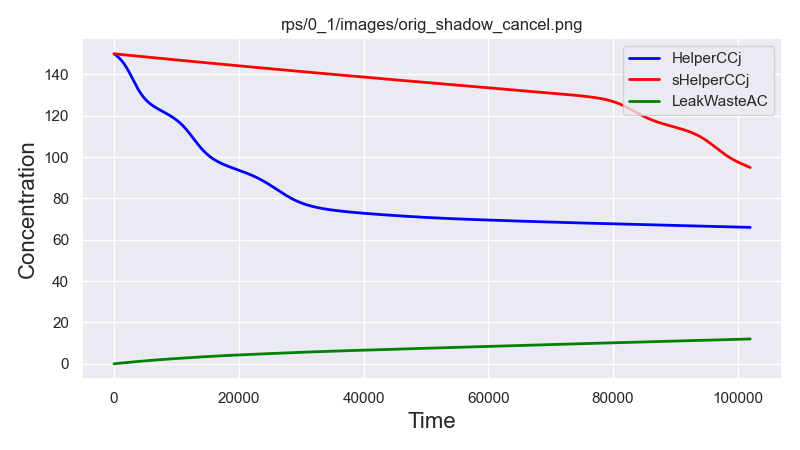 rps/0_1/images/orig_shadow_cancel.png
HelperCCj
sHelperCCj
LeakWasteAC
Concentration
140
120
100
80
60
40
20
0
0 20000 40000 60000 80000 100000
Time